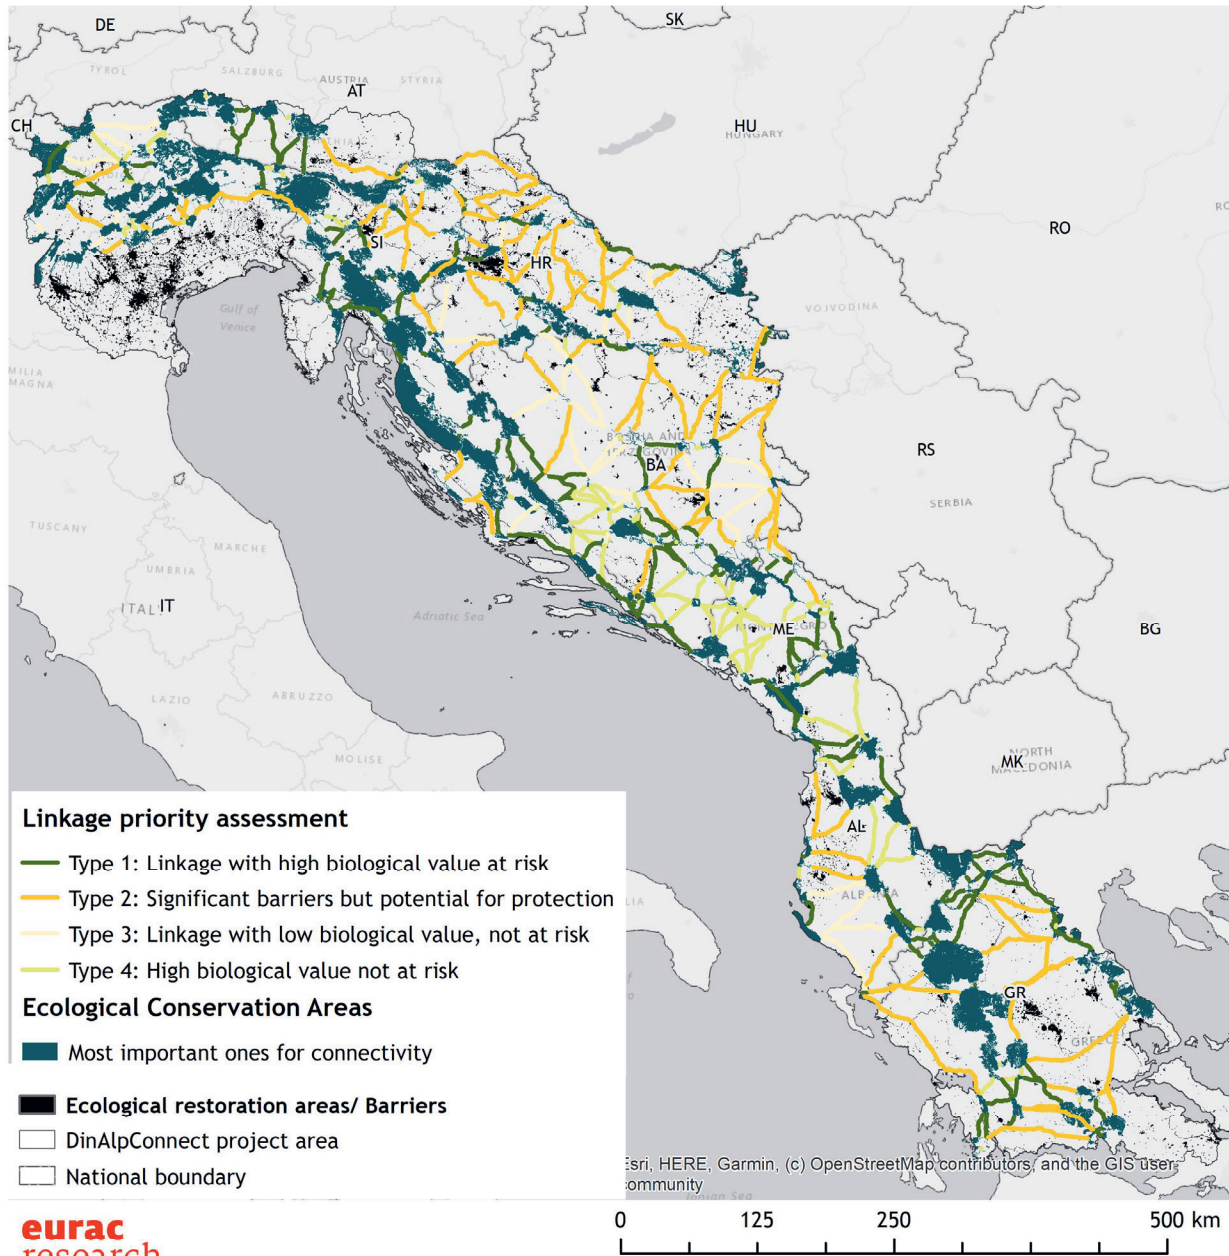 DE
SK
TYROL
SALZBURG
AUSTRIA
STYRIA
AT
CH
HU
HUNGARY
RO
SI
HR
Gulf of
Venice
VOJVODINA
MAGNA
BOSNIA AND
BA
RS
SERBIA
TUSCANY
MARCHE
UMBRIA
IT
Adriatic Sea
ME
BG
LAZIO
ABRUZZO
MOLISE
NORTH
MK
MACEDONIA
AL
GR
Linkage priority assessment
Type 1: Linkage with high biological value at risk
Type 2: Significant barriers but potential for protection
Type 3: Linkage with low biological value, not at risk
Type 4: High biological value not at risk
Ecological Conservation Areas
Most important ones for connectivity
Ecological restoration areas/ Barriers
DinAlpConnect project area
National boundary
Esri, HERE, Garmin, (c) OpenStreetMap contributors, and the GIS user
community
Ionian Sea
eurac
research
0 125 250 500 km